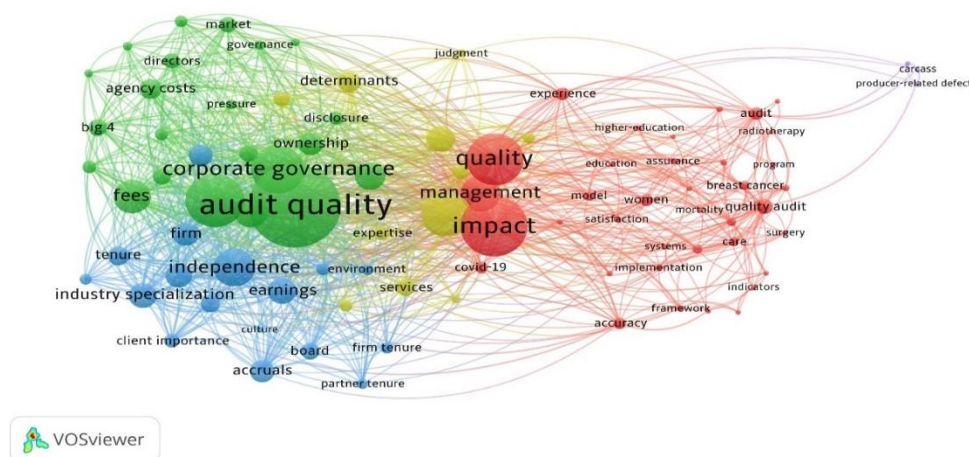 market
governance
directors
judgment
carcass
agency costs
determinants
producer-related defect
experience
pressure
disclosure
audit
big 4
higher-education
radiotherapy
ownership
quality
education
assurance
program
corporate governance
management
breast cancer
fees
audit quality
model
women
mortality
quality audit
impact
satisfaction
firm
expertise
surgery
tenure
systems
care
independence
environment
covid-19
implementation
industry specialization
earnings
services
indicators
framework
culture
accuracy
client importance
board
firm tenure
accruals
partner tenure
VOSviewer